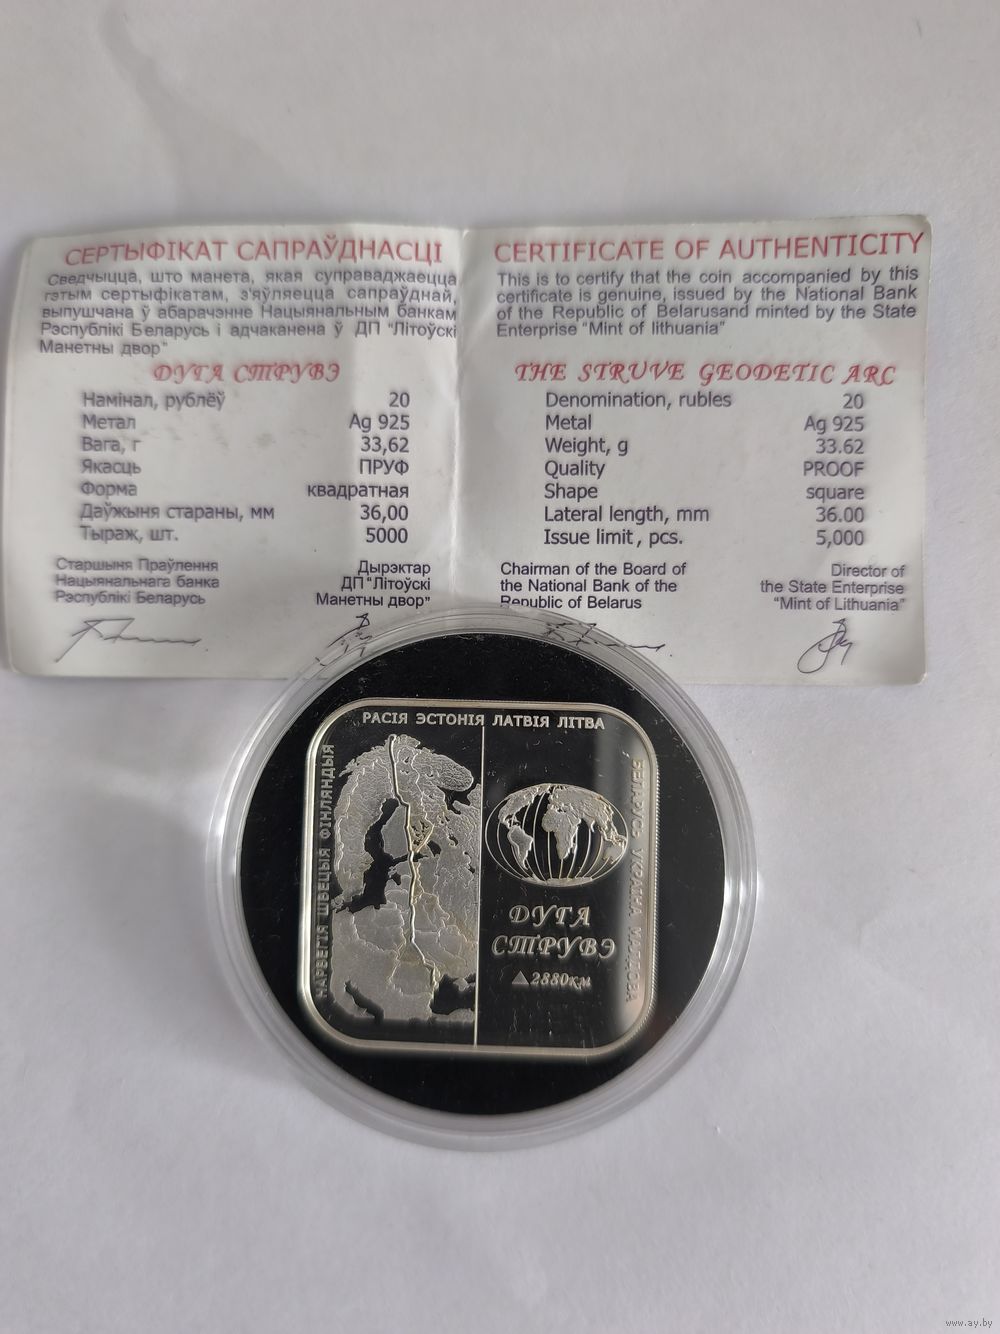 СЕРТЫФІКАТ САПРАЎДНАСЦІ
Сведчыцца, што манета, якая суправаджаецца
гэтым сертыфікатам, з'яўляецца сапраўднай,
выпушчана ў абарачэнне Нацыянальным банкам
Рэспублікі Беларусь і адчаканена ў ДП "Літоўскі
Манетны двор"
ДУГА СТРУВЭ
Намінал, рублёў 20
Метал Ag 925
Вага, г 33,62
Якасць ПРУФ
Форма квадратная
Даўжыня стараны, мм 36,00
Тыраж, шт. 5000
Старшыня Праўлення
Нацыянальнага банка
Рэспублікі Беларусь
Дырэктар
ДП "Літоўскі
Манетны двор"
CERTIFICATE OF AUTHENTICITY
This is to certify that the coin accompanied by this
certificate is genuine, issued by the National Bank
of the Republic of Belarusand minted by the State
Enterprise "Mint of lithuania"
THE STRUVE GEODETIC ARC
Denomination, rubles 20
Metal Ag 925
Weight, g 33.62
Quality PROOF
Shape square
Lateral length, mm 36.00
Issue limit, pcs. 5,000
Chairman of the Board of
the National Bank of the
Republic of Belarus
Director of
the State Enterprise
"Mint of Lithuania"
РАСІЯ ЭСТОНІЯ ЛАТВІЯ ЛІТВА
НАРВЕГІЯ ШВЕЦЫЯ ФІНЛЯНДЫЯ
БЕЛАРУСЬ УКРАІНА МАЛДОВА
ДУГА
СТРУВЭ
2880км
www.ay.by